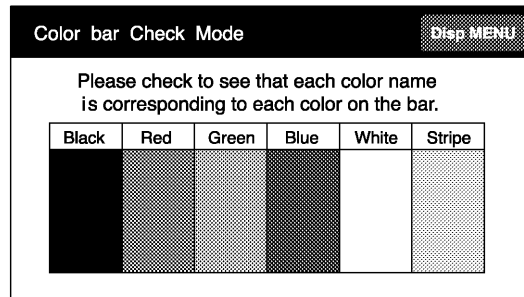 Color bar Check Mode
Disp MENU
Please check to see that each color name
is corresponding to each color on the bar.
Black Red Green Blue White Stripe